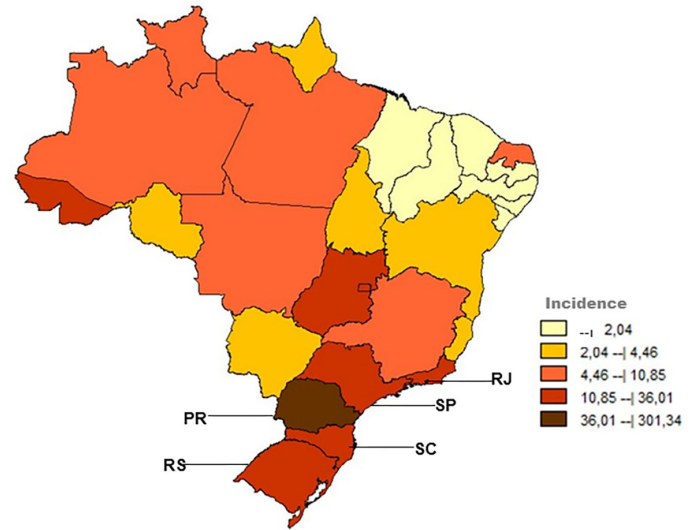 Incidence
--| 2,04
2,04 --| 4,46
4,46 --| 10,85
10,85 --| 36,01
36,01 --| 301,34
RJ
SP
PR
SC
RS